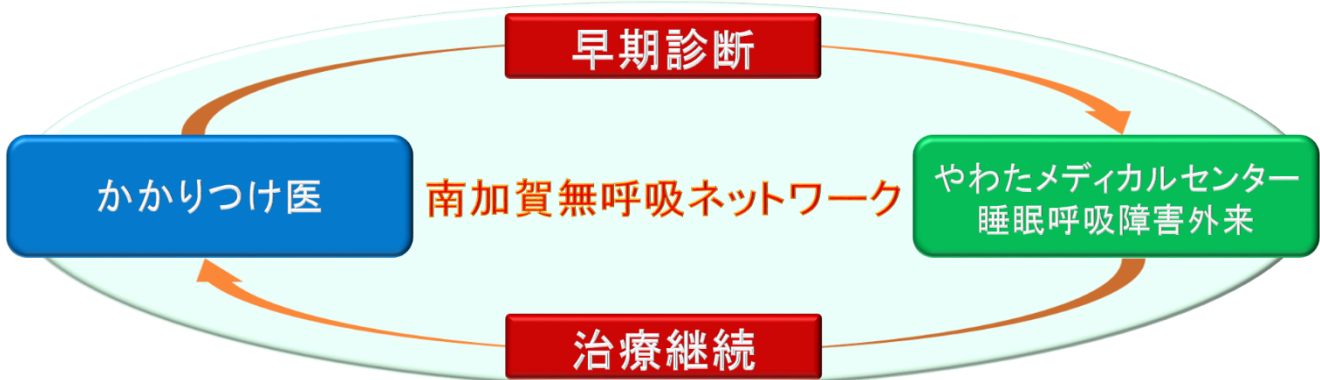 早期診断
かかりつけ医
南加賀無呼吸ネットワーク
やわたメディカルセンター
睡眠呼吸障害外来
治療継続